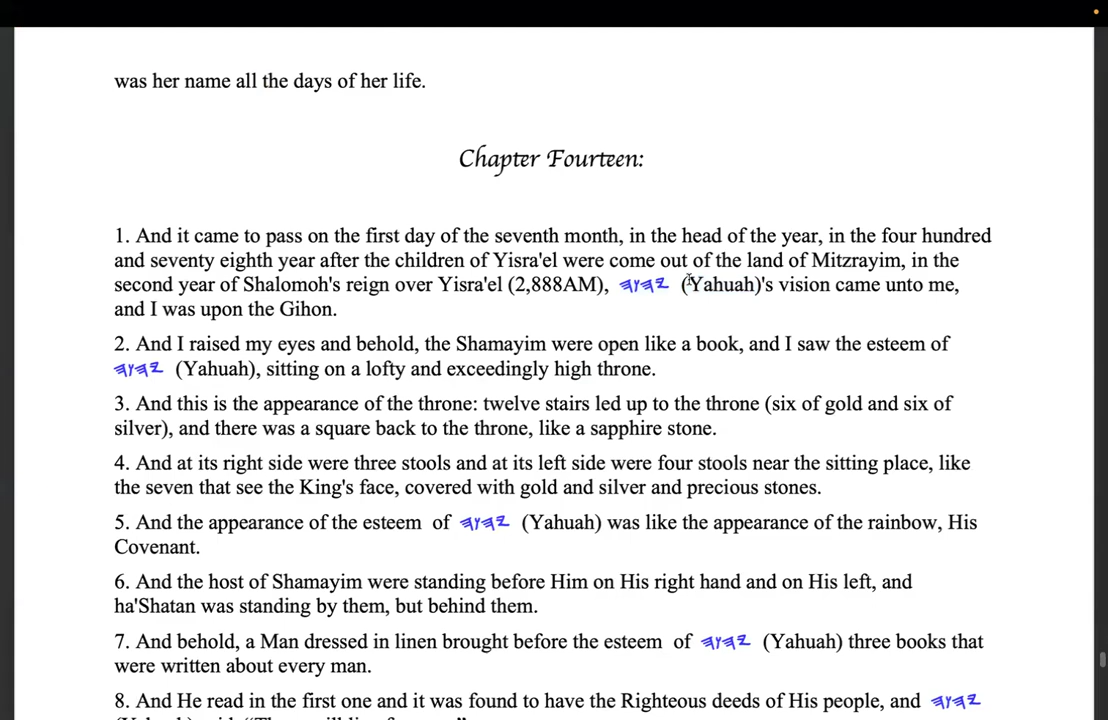 was her name all the days of her life.
Chapter Fourteen:
1. And it came to pass on the first day of the seventh month, in the head of the year, in the four hundred
and seventy eighth year after the children of Yisra'el were come out of the land of Mitzrayim, in the
second year of Shalomoh's reign over Yisra'el (2,888AM), 𐤉𐤄𐤅𐤄 (Yahuah)'s vision came unto me,
and I was upon the Gihon.
2. And I raised my eyes and behold, the Shamayim were open like a book, and I saw the esteem of
𐤉𐤄𐤅𐤄 (Yahuah), sitting on a lofty and exceedingly high throne.
3. And this is the appearance of the throne: twelve stairs led up to the throne (six of gold and six of
silver), and there was a square back to the throne, like a sapphire stone.
4. And at its right side were three stools and at its left side were four stools near the sitting place, like
the seven that see the King's face, covered with gold and silver and precious stones.
5. And the appearance of the esteem of 𐤉𐤄𐤅𐤄 (Yahuah) was like the appearance of the rainbow, His
Covenant.
6. And the host of Shamayim were standing before Him on His right hand and on His left, and
ha'Shatan was standing by them, but behind them.
7. And behold, a Man dressed in linen brought before the esteem of 𐤉𐤄𐤅𐤄 (Yahuah) three books that
were written about every man.
8. And He read in the first one and it was found to have the Righteous deeds of His people, and 𐤉𐤄𐤅𐤄